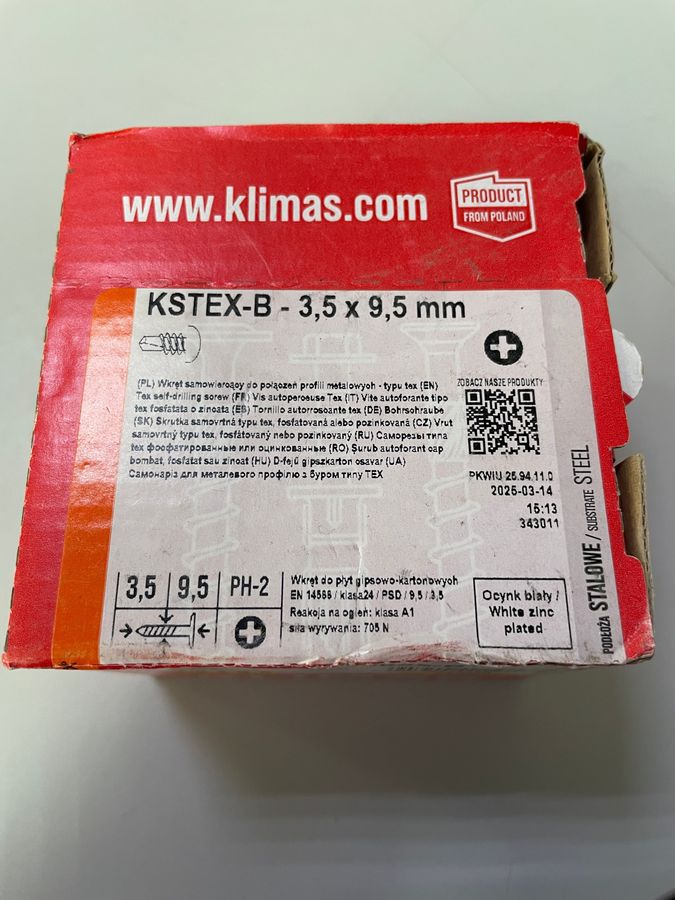 www.klimas.com
PRODUCT
FROM POLAND
KSTEX-B - 3,5 x 9,5 mm
(PL) Wkręt samowiercący do połączeń profili metalowych - typu tex (EN)
Tex self-drilling screw (FR) Vis autoperceuse Tex (IT) Vite autoforante tipo
tex fosfatata o zincata (ES) Tornillo autorroscante tex (DE) Bohrschraube
(SK) Skrutka samovrtná typu tex, fosfátovaná alebo pozinkovaná (CZ) Vrut
samovrtný typu tex, fosfátovaný nebo pozinkovaný (RU) Саморезы типа
tex фосфатированные или оцинкованные (RO) Șurub autoforant cap
bombat, fosfatat sau zincat (HU) D-fejű gipszkarton csavar (UA)
Саморіз для металевого профілю з буром типу TEX
ZOBACZ NASZE PRODUKTY
PKWIU 25.94.11.0
2025-03-14
15:13
343011
3,5 9,5 PH-2
Wkręt do płyt gipsowo-kartonowych
EN 14566 / klasa24 / PSD / 9,5 / 3,5
Reakcja na ogień: klasa A1
siła wyrywania: 705 N
Ocynk biały /
White zinc
plated
PODŁOŻA STALOWE / SUBSTRATE STEEL